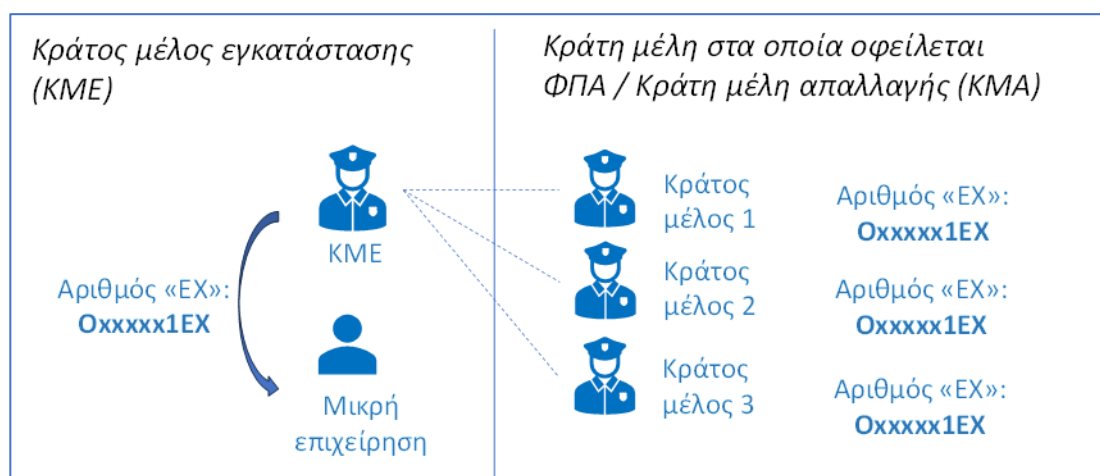 Κράτος μέλος εγκατάστασης
(ΚΜΕ)
ΚΜΕ
Αριθμός «EX»:
Oxxxxx1EX
Μικρή
επιχείρηση
Κράτη μέλη στα οποία οφείλεται
ΦΠΑ / Κράτη μέλη απαλλαγής (ΚΜΑ)
Κράτος
μέλος 1
Αριθμός «EX»:
Oxxxxx1EX
Κράτος
μέλος 2
Αριθμός «EX»:
Oxxxxx1EX
Κράτος
μέλος 3
Αριθμός «EX»:
Oxxxxx1EX